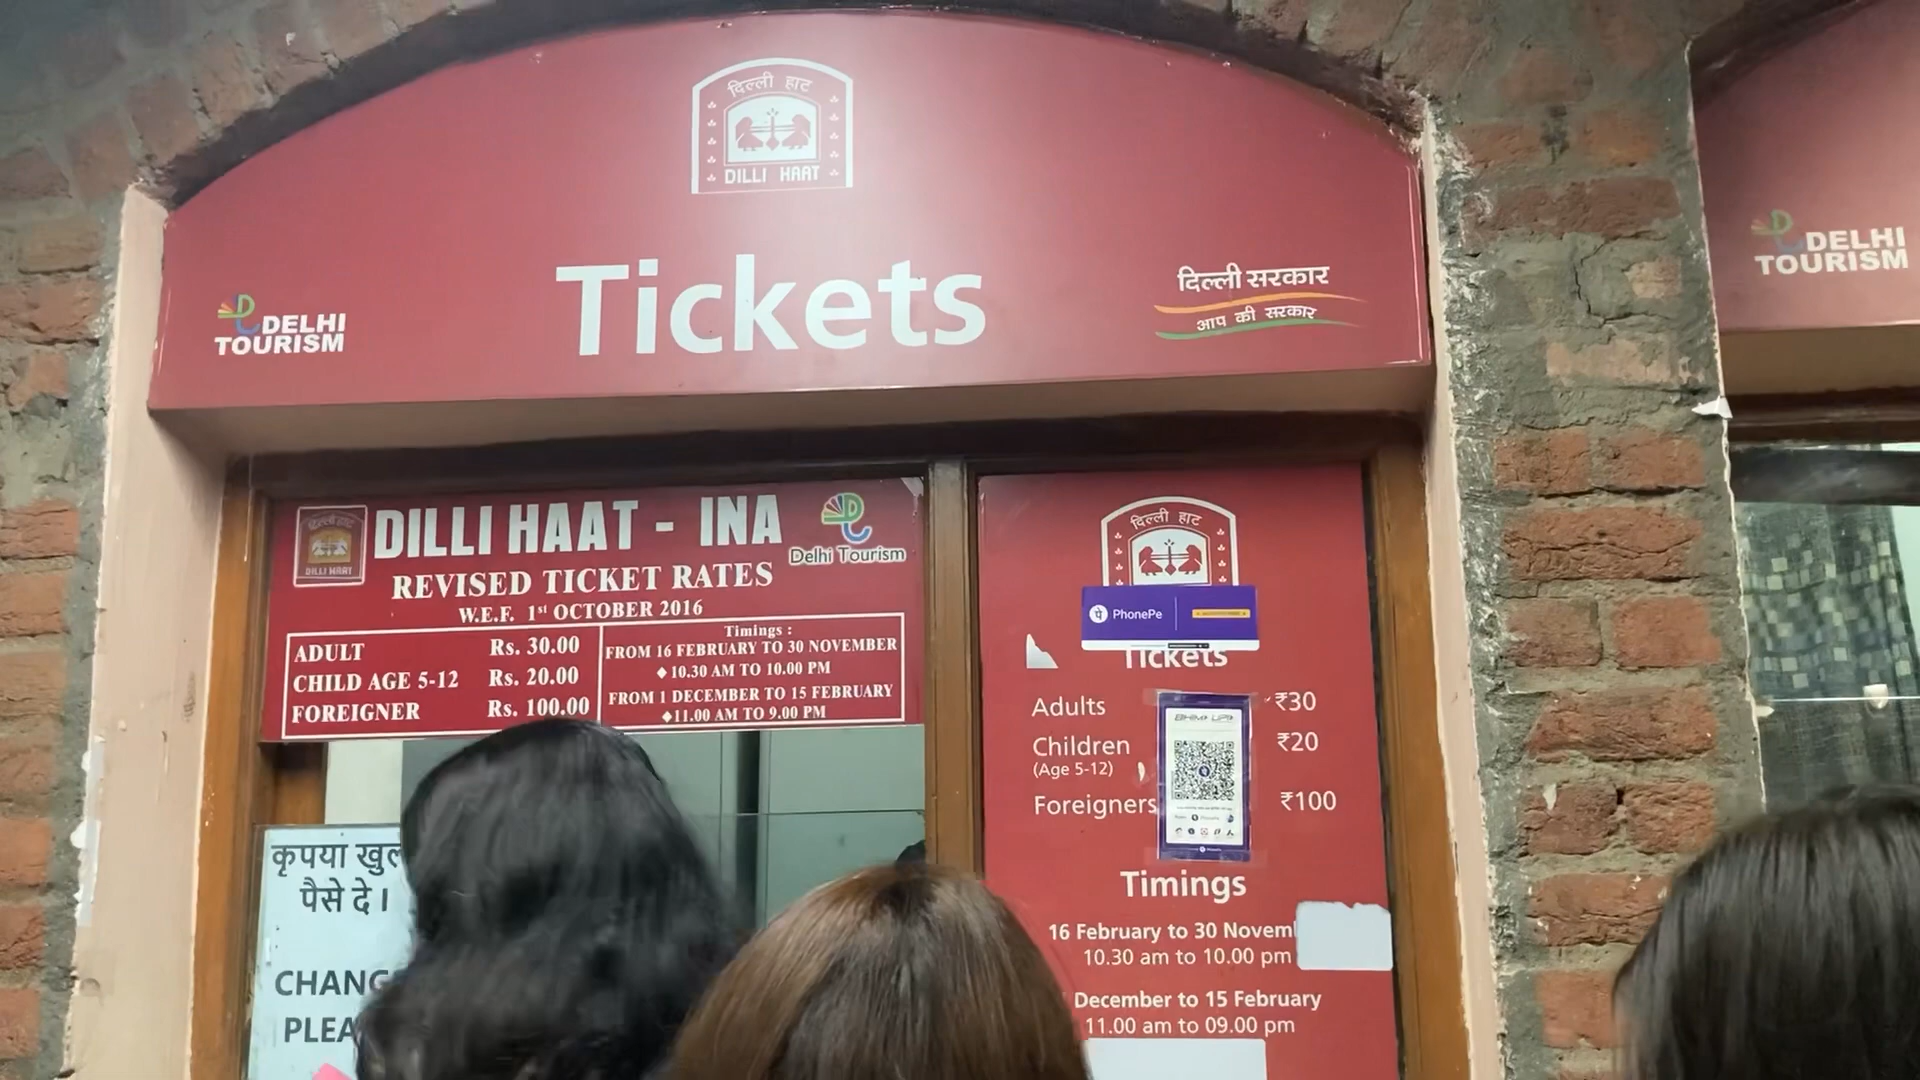 दिल्ली हाट
DILLI HAAT
Tickets
DELHI
TOURISM
दिल्ली सरकार
आप की सरकार
DELHI
TOURISM
दिल्ली हाट
DILLI HAAT
DILLI HAAT - INA
Delhi Tourism
REVISED TICKET RATES
W.E.F. 1st OCTOBER 2016
ADULT Rs. 30.00
CHILD AGE 5-12 Rs. 20.00
FOREIGNER Rs. 100.00
Timings :
FROM 16 FEBRUARY TO 30 NOVEMBER
◆ 10.30 AM TO 10.00 PM
FROM 1 DECEMBER TO 15 FEBRUARY
◆11.00 AM TO 9.00 PM
कृपया खुल
पैसे दे।
CHANG
PLEA
दिल्ली हाट
PhonePe
Tickets
Adults ₹30
Children ₹20
(Age 5-12)
Foreigners ₹100
BHIM UPI
Timings
16 February to 30 Novem
10.30 am to 10.00 pm
December to 15 February
11.00 am to 09.00 pm